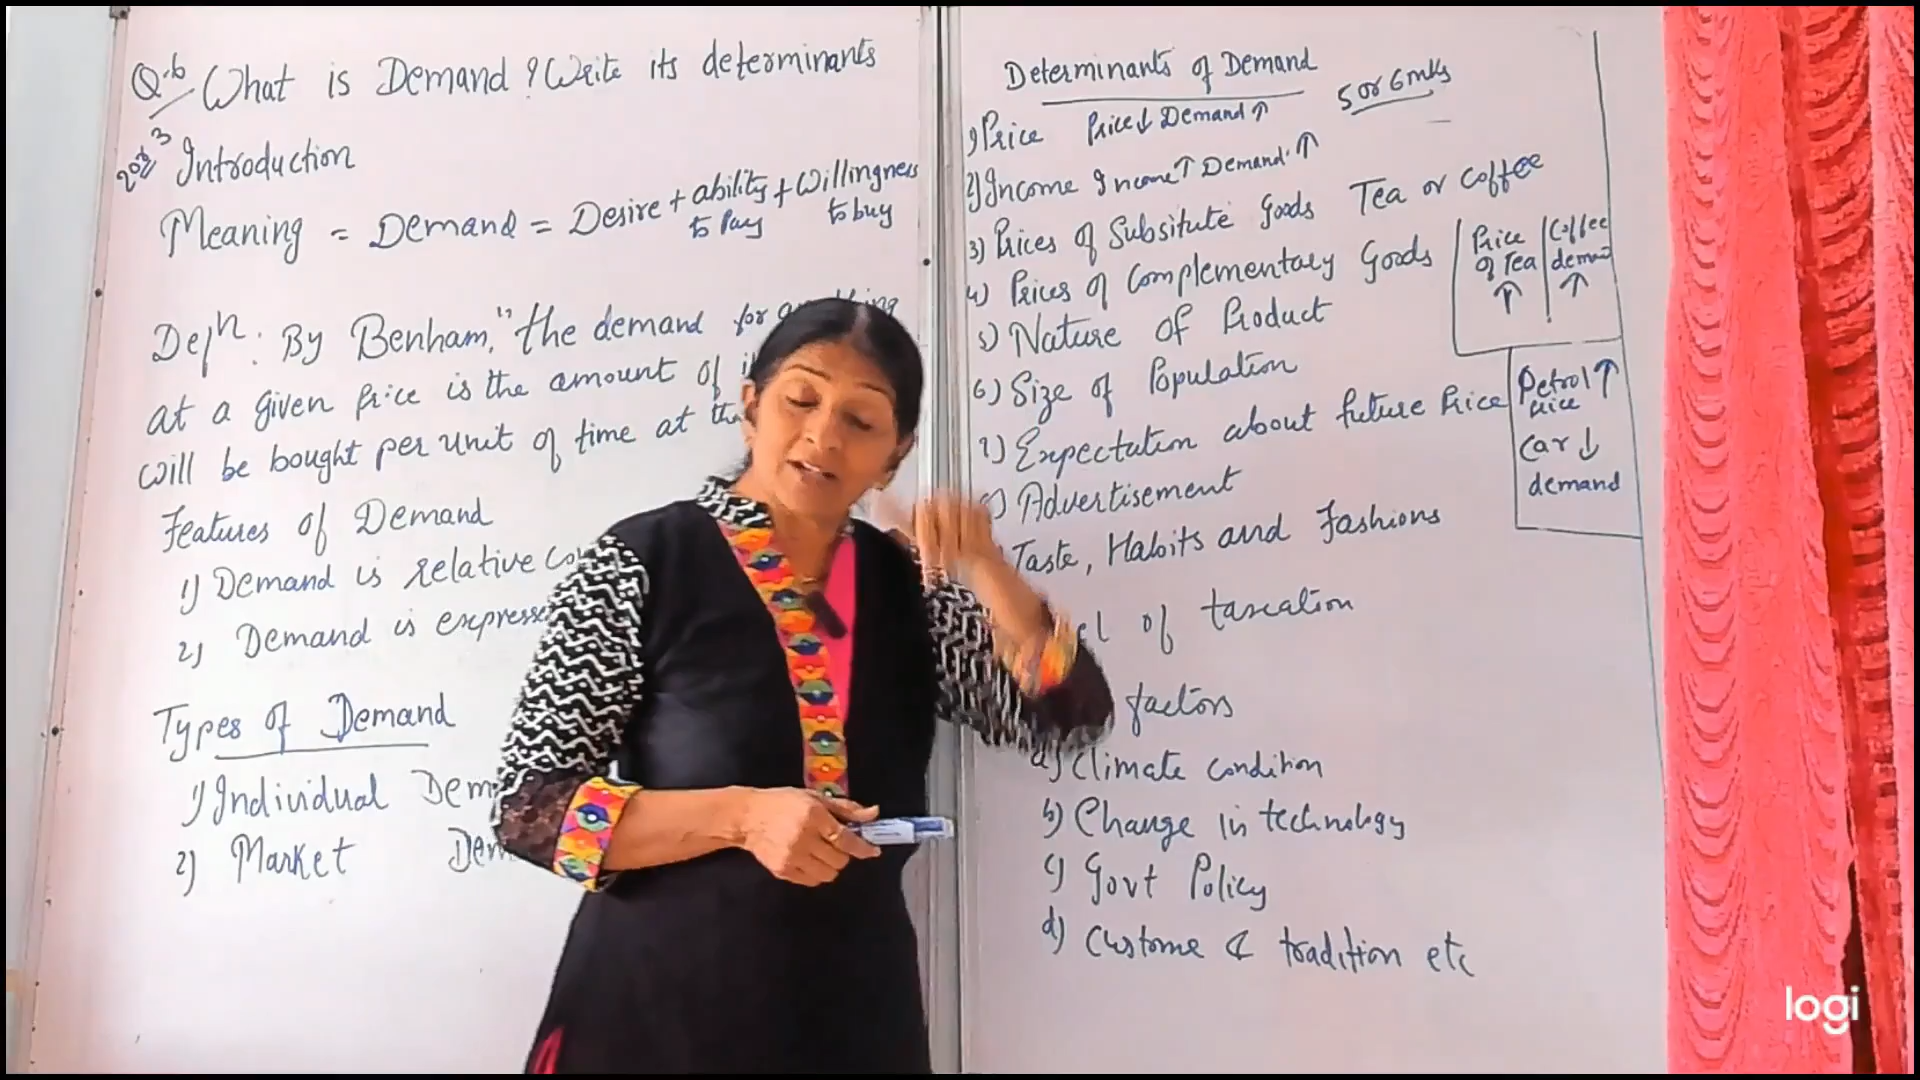 Q.6 What is Demand? Write its determinants
Introduction
Meaning = Demand = Desire + ability + Willingness
to Pay to buy
Defn: By Benham, "the demand for
at a given price is the amount of
will be bought per unit of time at
Features of Demand
1) Demand is relative
2) Demand is
Types of Demand
1) Individual
2) Market
Determinants of Demand
5 or 6 mks
1) Price Price↓ Demand↑
2) Income Income↑ Demand↑
3) Prices of Subsitute Goods Tea or Coffee
4) Prices of Complementary Goods
5) Nature of Product
6) Size of Population
7) Expectation about future Price
Advertisement
Taste, Habits and Fashions
of taxation
factors
a) Climate condition
b) Change in technology
c) Govt Policy
d) Custome & tradition etc
Price of Tea ↑
Coffee demand ↑
Petrol ↑
Price
Car ↓
demand
logi